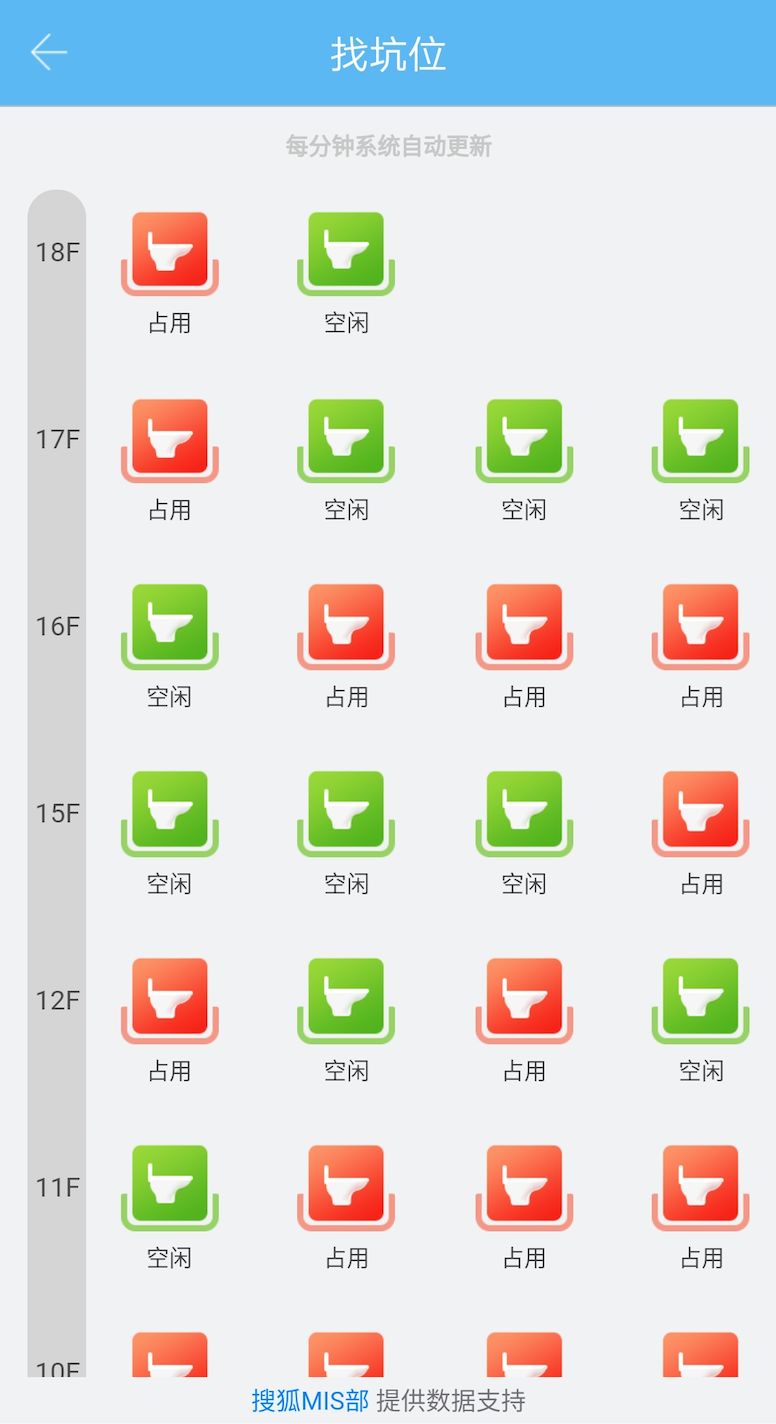 找坑位
每分钟系统自动更新
18F
占用 空闲
17F
占用 空闲 空闲 空闲
16F
空闲 占用 占用 占用
15F
空闲 空闲 空闲 占用
12F
占用 空闲 占用 空闲
11F
空闲 占用 占用 占用
10F
搜狐MIS部 提供数据支持